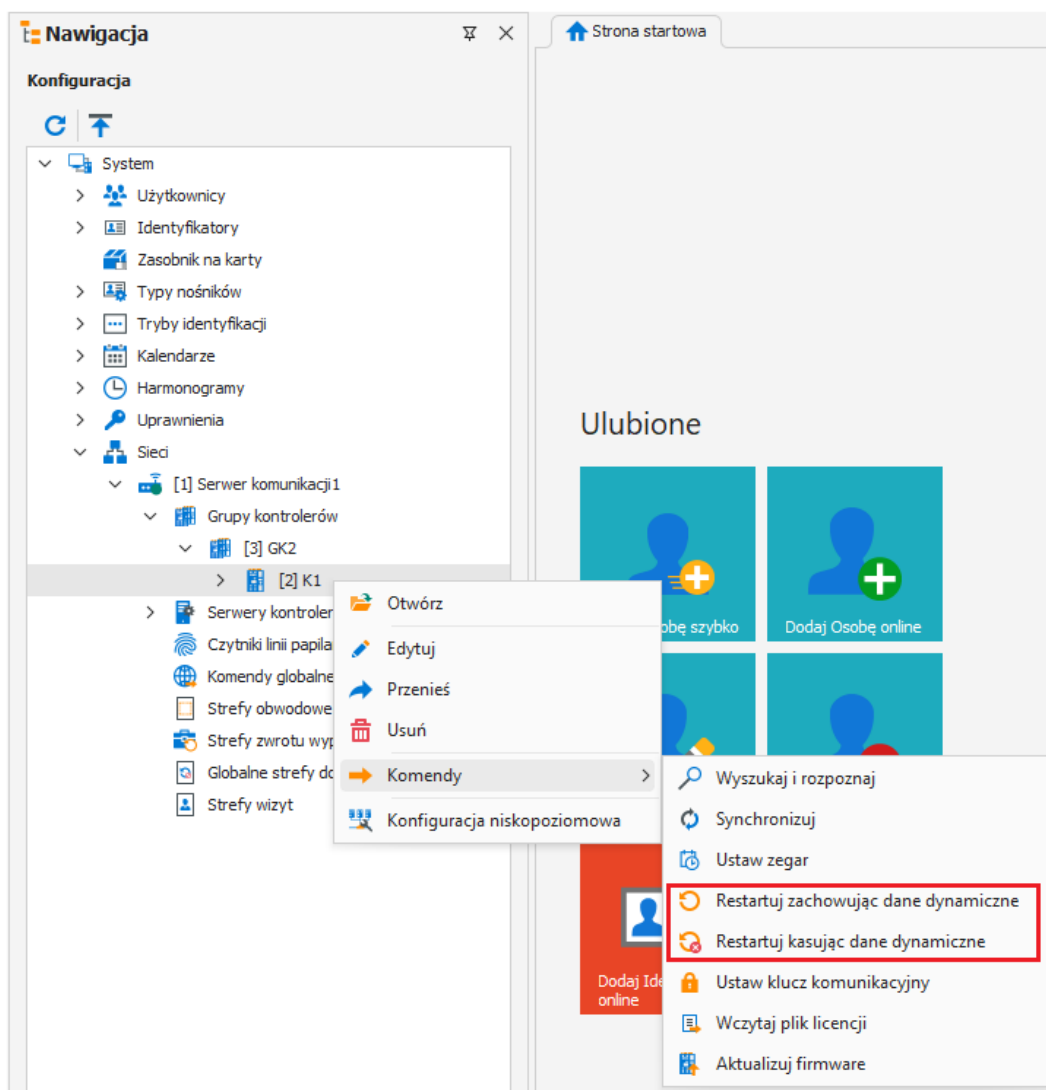 Nawigacja
Strona startowa
Konfiguracja
System
Użytkownicy
Identyfikatory
Zasobnik na karty
Typy nośników
Tryby identyfikacji
Kalendarze
Harmonogramy
Uprawnienia
Sieci
[1] Serwer komunikacji1
Grupy kontrolerów
[3] GK2
[2] K1
Serwery kontroler
Czytniki linii papila
Komendy globalne
Strefy obwodowe
Strefy zwrotu wyp
Globalne strefy do
Strefy wizyt
Otwórz
Edytuj
Przenieś
Usuń
Komendy
Konfiguracja niskopoziomowa
Ulubione
obę szybko
Dodaj Osobę online
Wyszukaj i rozpoznaj
Synchronizuj
Ustaw zegar
Restartuj zachowując dane dynamiczne
Restartuj kasując dane dynamiczne
Ustaw klucz komunikacyjny
Wczytaj plik licencji
Aktualizuj firmware
Dodaj Ide
online